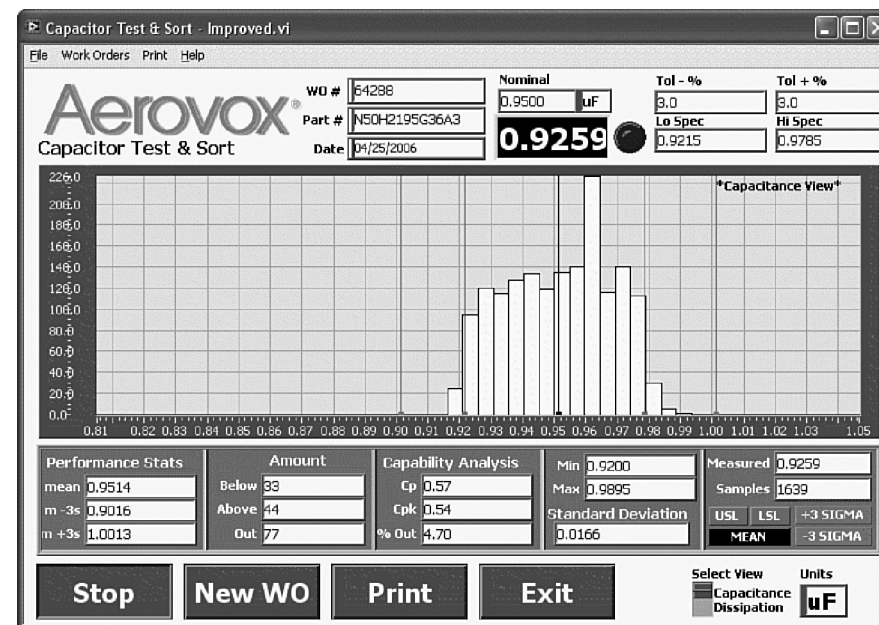 Capacitor Test & Sort - Improved.vi
File Work Orders Print Help
Aerovox®
Capacitor Test & Sort
WO # 64288
Part # N50H2195G36A3
Date 04/25/2006
Nominal
0.9500 uF
0.9259
Tol - % Tol + %
3.0 3.0
Lo Spec Hi Spec
0.9215 0.9785
*Capacitance View*
226.0
200.0
180.0
160.0
140.0
120.0
100.0
80.0
60.0
40.0
20.0
0.0
0.81 0.82 0.83 0.84 0.85 0.86 0.87 0.88 0.89 0.90 0.91 0.92 0.93 0.94 0.95 0.96 0.97 0.98 0.99 1.00 1.01 1.02 1.03 1.05
Performance Stats
mean 0.9514
m -3s 0.9016
m +3s 1.0013
Amount
Below 33
Above 44
Out 77
Capability Analysis
Cp 0.57
Cpk 0.54
% Out 4.70
Min 0.9200
Max 0.9895
Standard Deviation
0.0166
Measured 0.9259
Samples 1639
USL LSL +3 SIGMA
MEAN -3 SIGMA
Stop New WO Print Exit
Select View
Capacitance
Dissipation
Units
uF